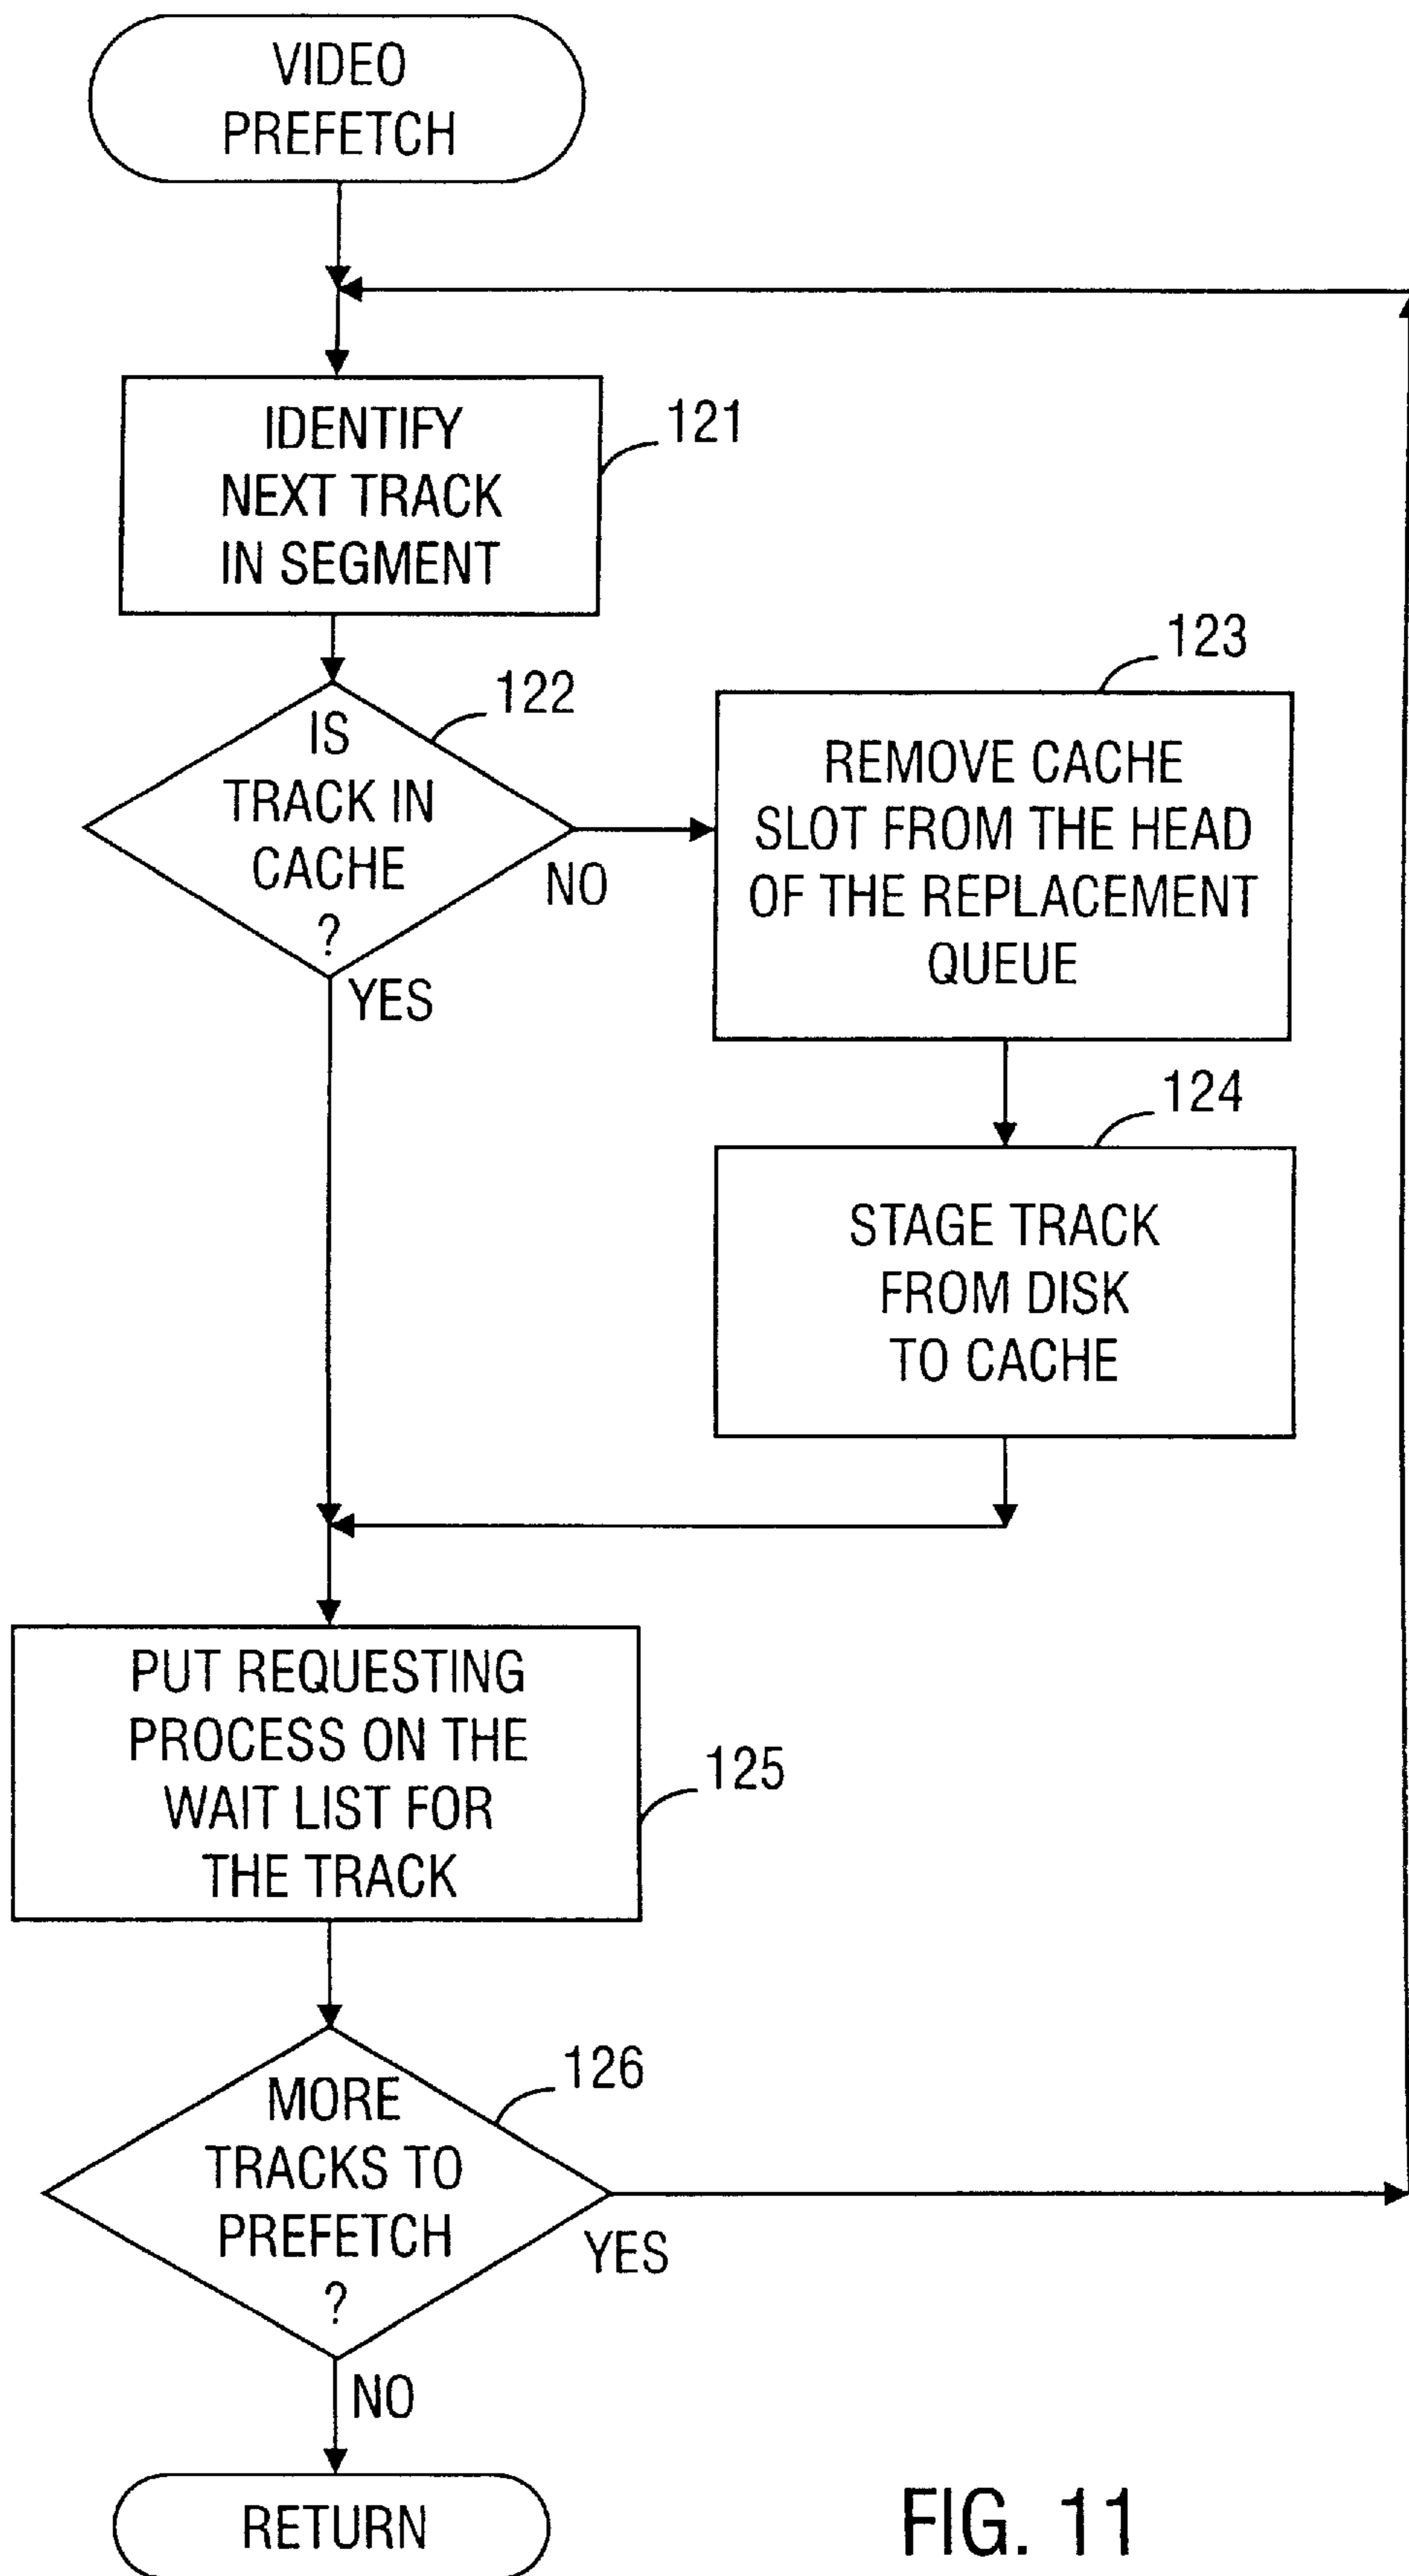 VIDEO
PREFETCH
IDENTIFY
NEXT TRACK
IN SEGMENT
121
IS
TRACK IN
CACHE
?
122
NO
YES
123
REMOVE CACHE
SLOT FROM THE HEAD
OF THE REPLACEMENT
QUEUE
124
STAGE TRACK
FROM DISK
TO CACHE
PUT REQUESTING
PROCESS ON THE
WAIT LIST FOR
THE TRACK
125
MORE
TRACKS TO
PREFETCH
?
126
YES
NO
RETURN
FIG. 11